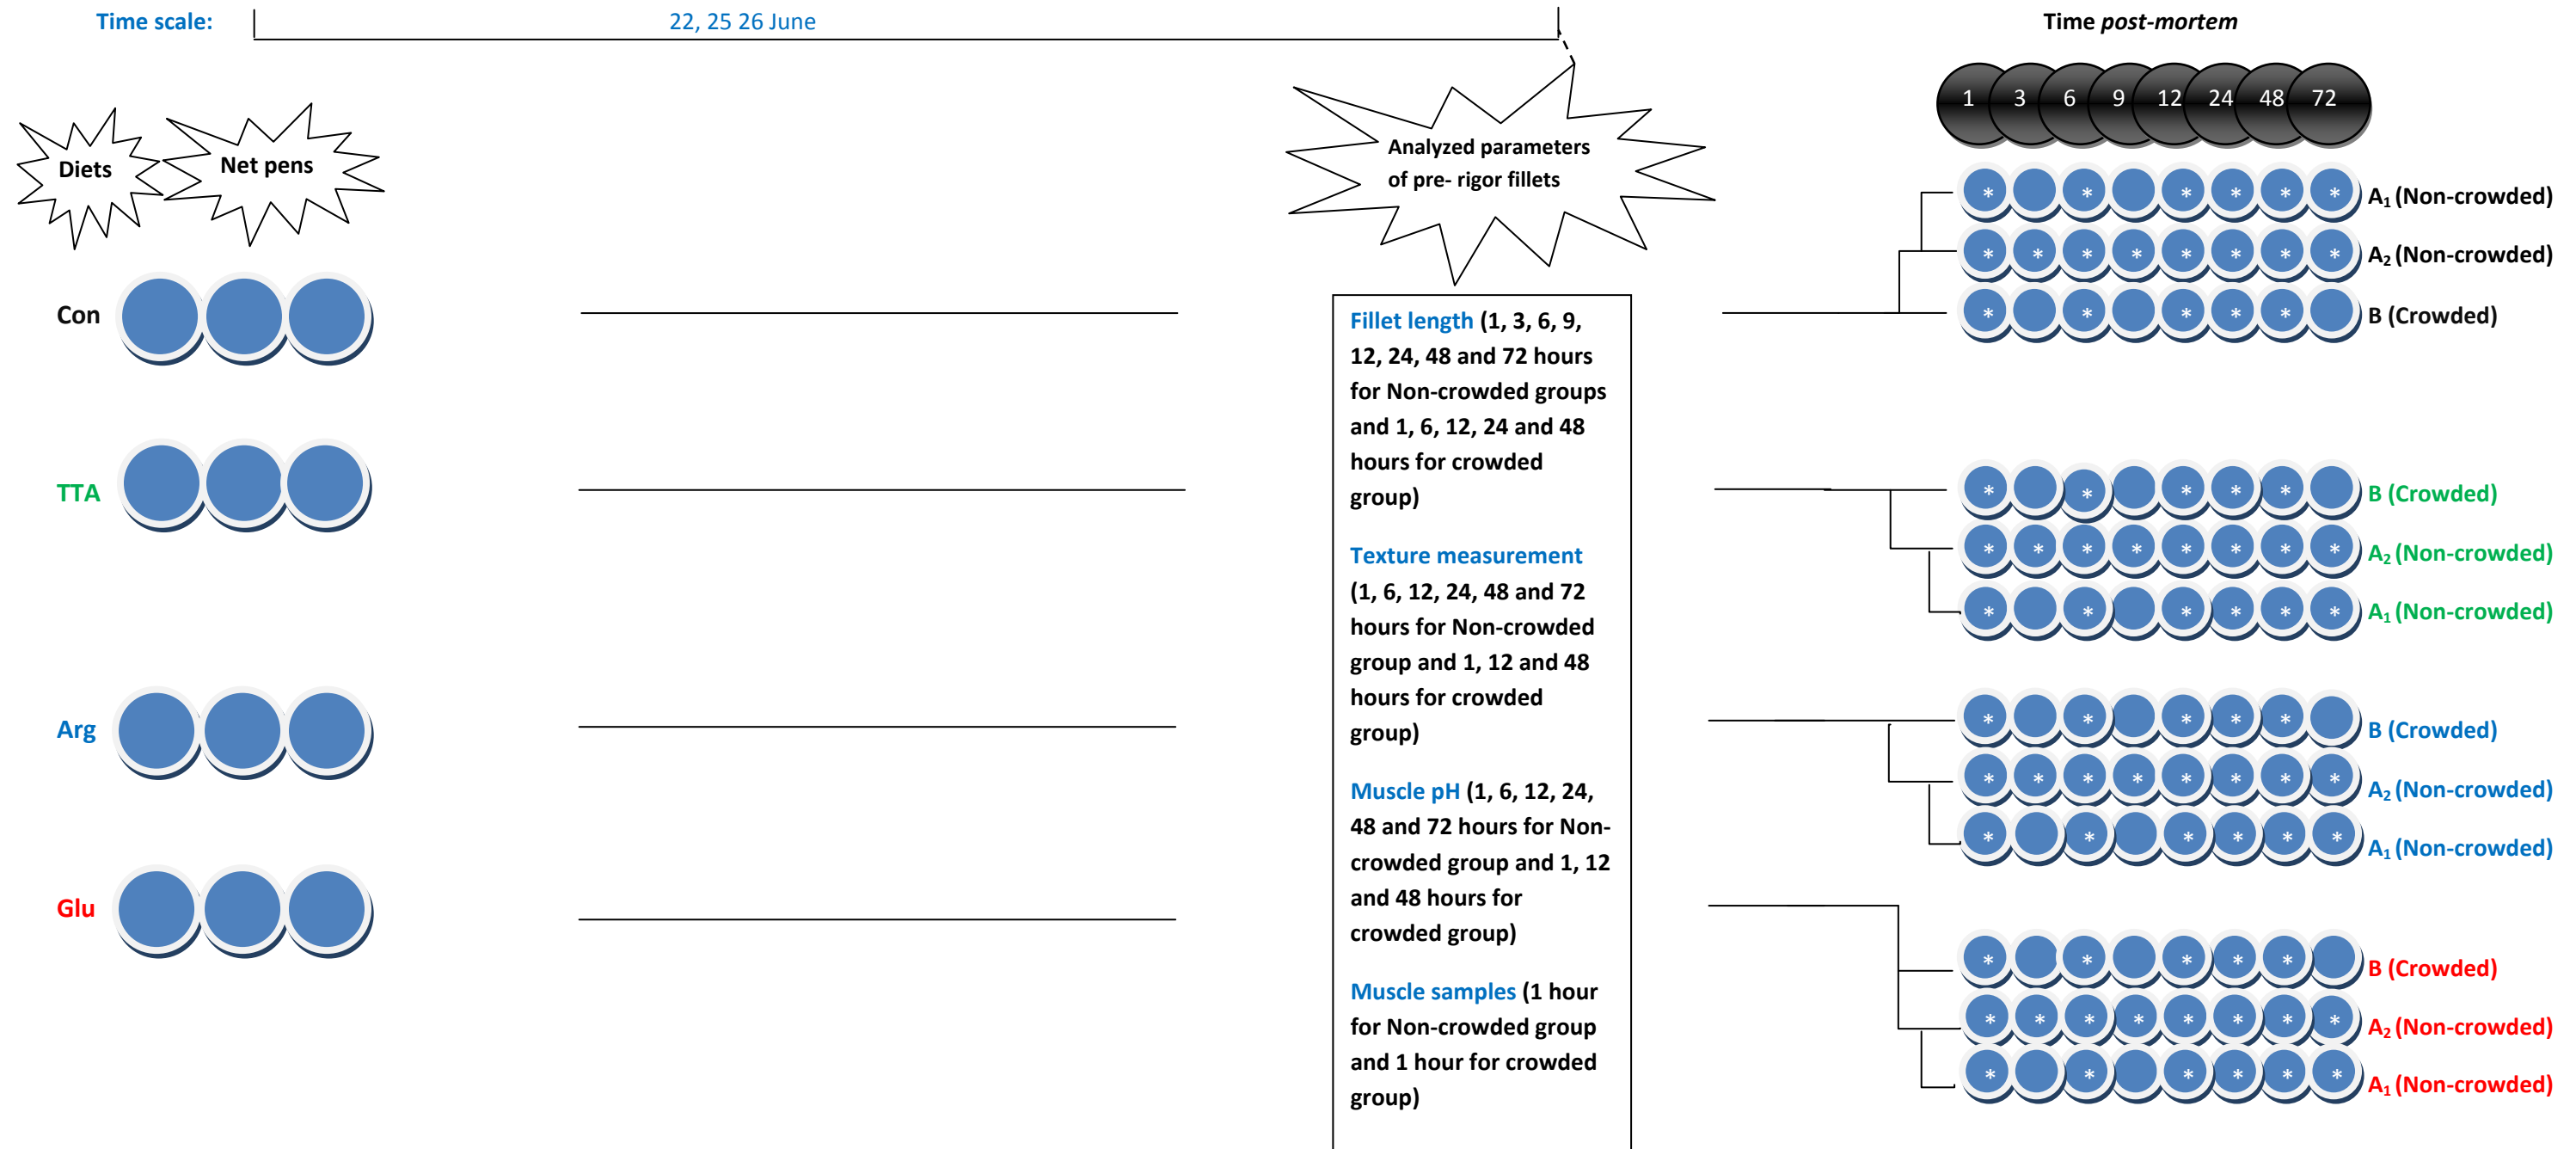 Time scale:
22, 25 26 June
Time post-mortem
1 3 6 9 12 24 48 72
Diets
Net pens
Analyzed parameters
of pre- rigor fillets
Con
TTA
Arg
Glu
Fillet length (1, 3, 6, 9,
12, 24, 48 and 72 hours
for Non-crowded groups
and 1, 6, 12, 24 and 48
hours for crowded
group)
Texture measurement
(1, 6, 12, 24, 48 and 72
hours for Non-crowded
group and 1, 12 and 48
hours for crowded
group)
Muscle pH (1, 6, 12, 24,
48 and 72 hours for Non-
crowded group and 1, 12
and 48 hours for
crowded group)
Muscle samples (1 hour
for Non-crowded group
and 1 hour for crowded
group)
* * * * * * A₁ (Non-crowded)
* * * * * * * * A₂ (Non-crowded)
* * * * * B (Crowded)
* * * * * B (Crowded)
* * * * * * * * A₂ (Non-crowded)
* * * * * * A₁ (Non-crowded)
* * * * * B (Crowded)
* * * * * * * * A₂ (Non-crowded)
* * * * * * A₁ (Non-crowded)
* * * * * B (Crowded)
* * * * * * * * A₂ (Non-crowded)
* * * * * * A₁ (Non-crowded)